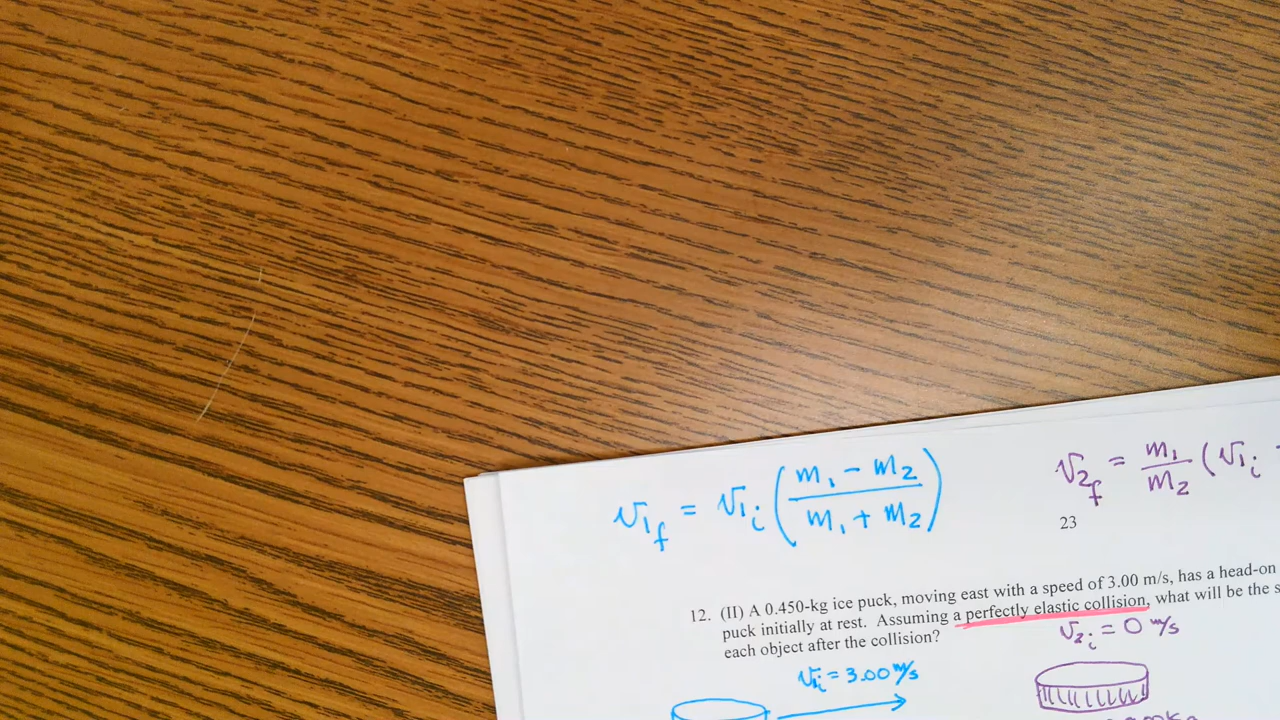 v1f = v1i (m1 - m2 / m1 + m2)
v2f = m1/m2 (v1i
23
12. (II) A 0.450-kg ice puck, moving east with a speed of 3.00 m/s, has a head-on
puck initially at rest. Assuming a perfectly elastic collision, what will be the
each object after the collision?
v2i = 0 m/s
v1i = 3.00 m/s